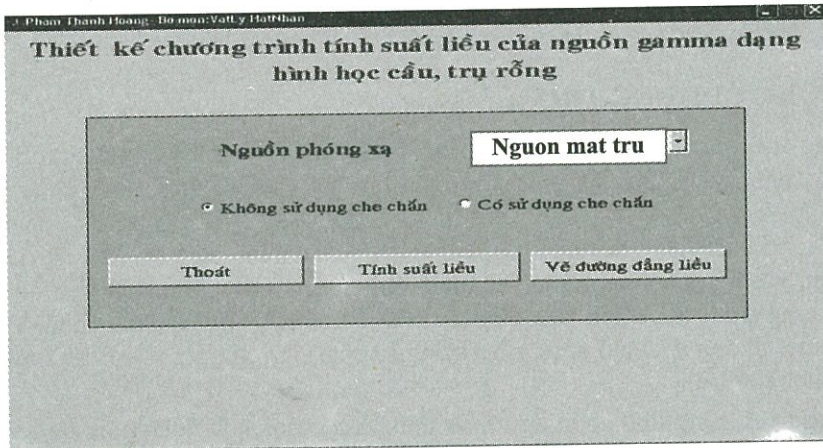 Pham Thanh Hoang- Bo mon:VatLy HatNhan
Thiết kế chương trình tính suất liều của nguồn gamma dạng
hình học cầu, trụ rỗng
Nguồn phóng xạ
Nguon mat tru
Không sử dụng che chắn
Có sử dụng che chắn
Thoát
Tính suất liều
Vẽ đường đẳng liều